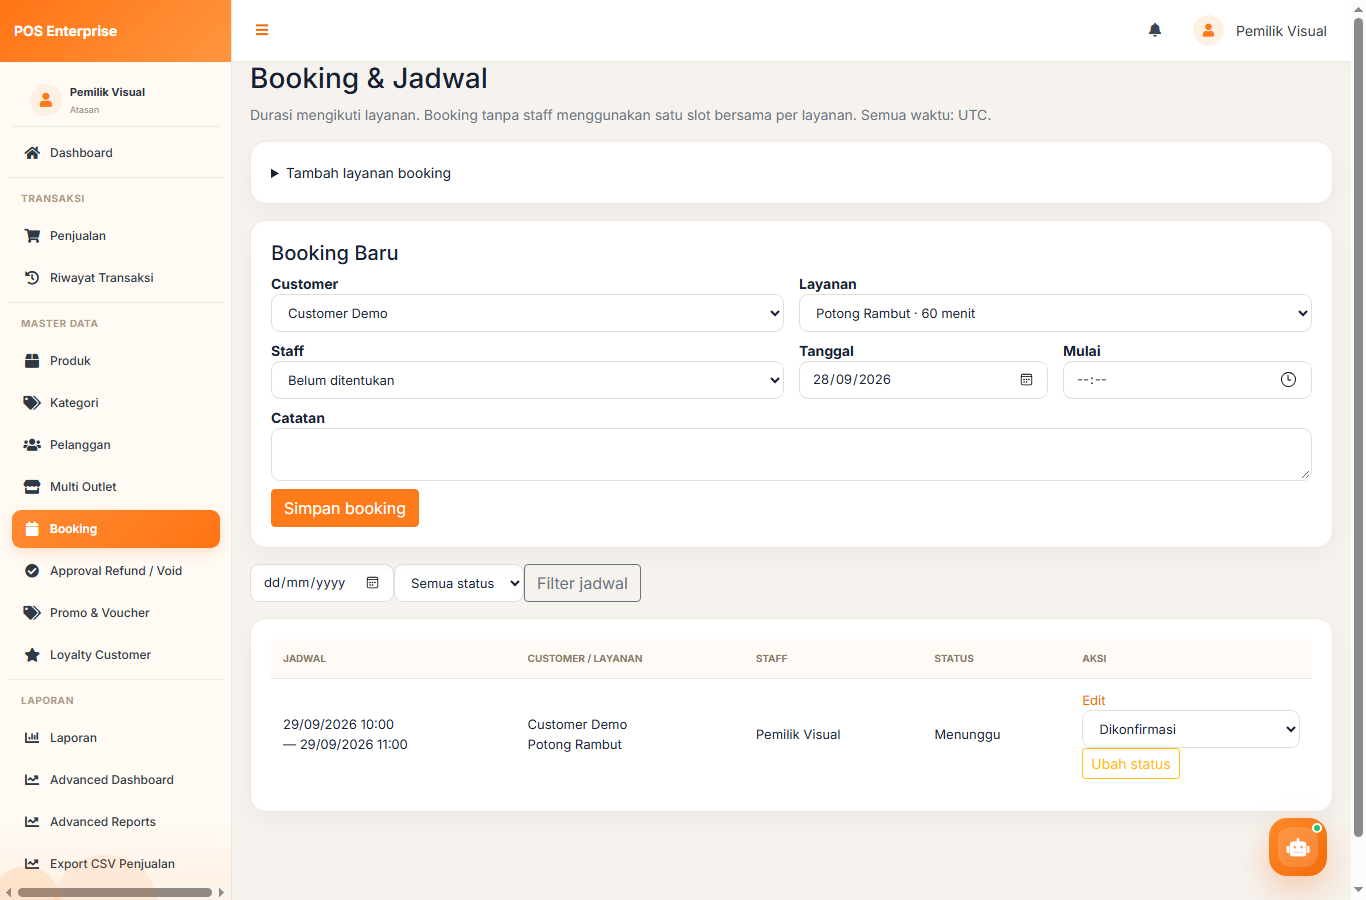 POS Enterprise
Pemilik Visual
Pemilik Visual
Atasan
Dashboard
TRANSAKSI
Penjualan
Riwayat Transaksi
MASTER DATA
Produk
Kategori
Pelanggan
Multi Outlet
Booking
Approval Refund / Void
Promo & Voucher
Loyalty Customer
LAPORAN
Laporan
Advanced Dashboard
Advanced Reports
Export CSV Penjualan
Booking & Jadwal
Durasi mengikuti layanan. Booking tanpa staff menggunakan satu slot bersama per layanan. Semua waktu: UTC.
Tambah layanan booking
Booking Baru
Customer Layanan
Customer Demo Potong Rambut · 60 menit
Staff Tanggal Mulai
Belum ditentukan 28/09/2026 --:--
Catatan
Simpan booking
dd/mm/yyyy Semua status Filter jadwal
JADWAL CUSTOMER / LAYANAN STAFF STATUS AKSI
29/09/2026 10:00
— 29/09/2026 11:00
Customer Demo
Potong Rambut
Pemilik Visual
Menunggu
Edit
Dikonfirmasi
Ubah status